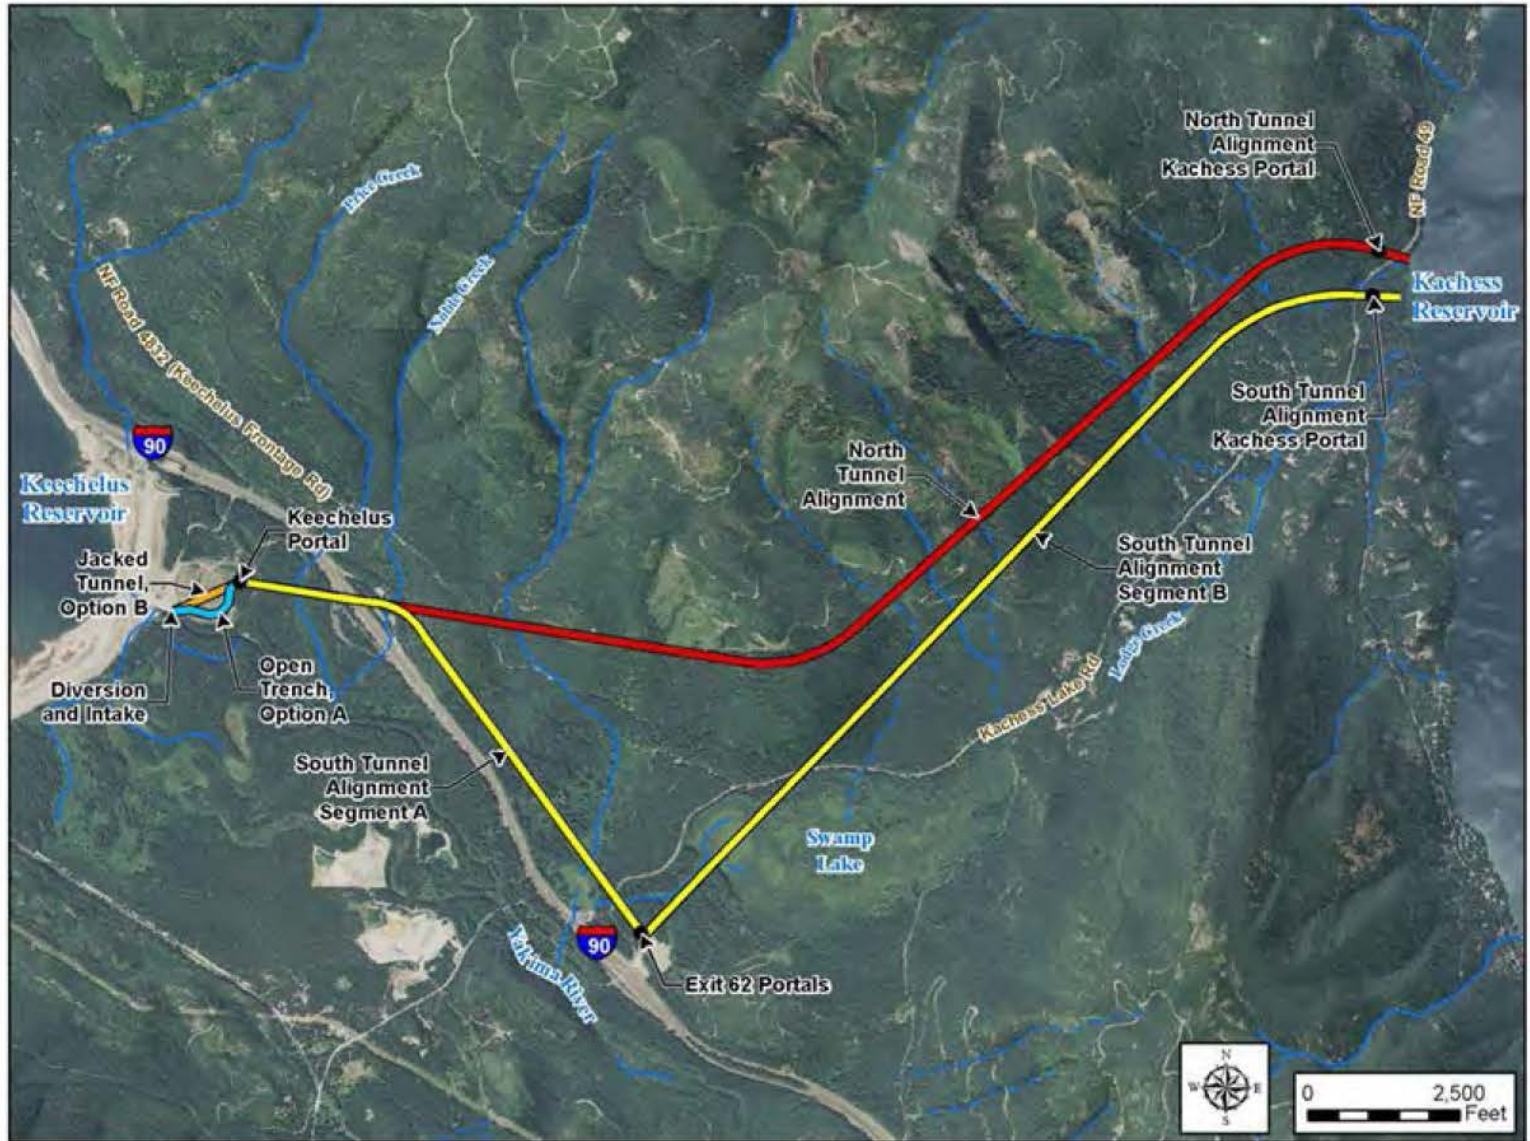 North Tunnel
Alignment
Kachess Portal
NF Road 49
Price Creek
Noble Creek
NF Road 4832 (Keechelus Frontage Rd)
Kachess
Reservoir
South Tunnel
Alignment
Kachess Portal
90
North
Tunnel
Alignment
Keechelus
Reservoir
Keechelus
Portal
Jacked
Tunnel,
Option B
South Tunnel
Alignment
Segment B
Open
Trench,
Option A
Diversion
and Intake
Lodge Creek
Kachess Lake Rd
South Tunnel
Alignment
Segment A
Swamp
Lake
90
Yakima River
Exit 62 Portals
N
W
E
S
0
2,500
Feet